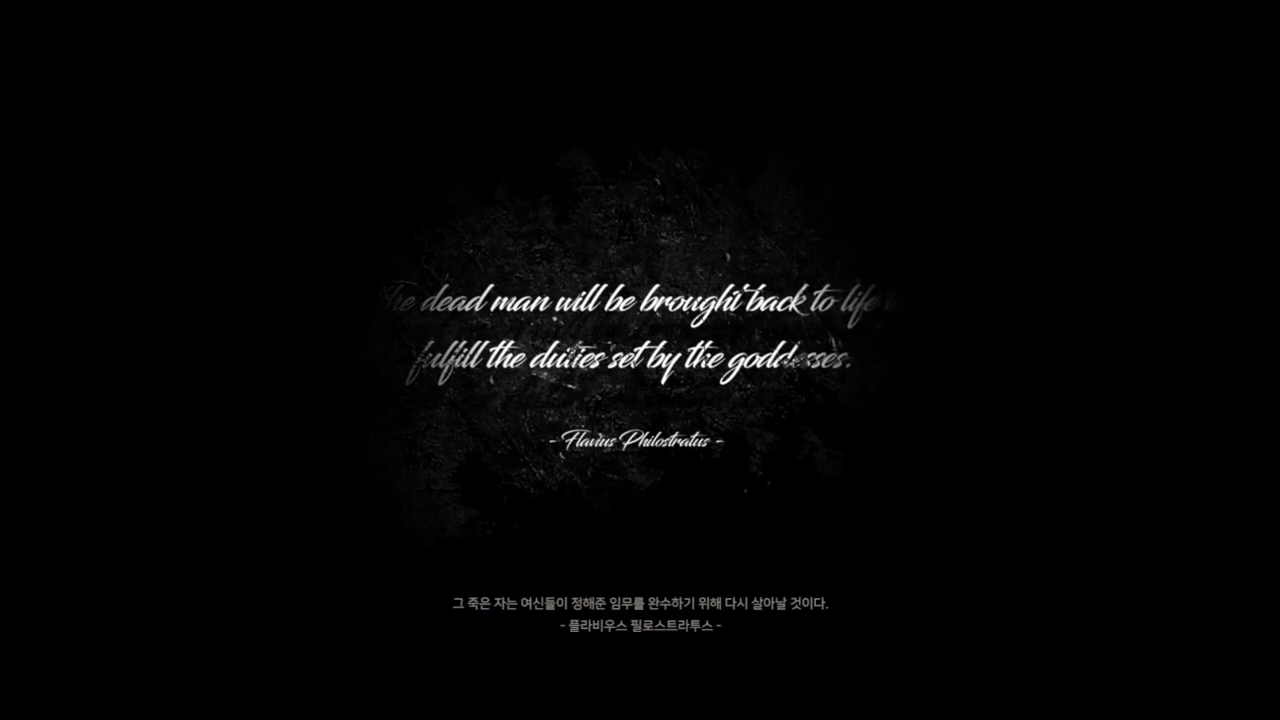 The dead man will be brought back to life to
fulfill the duties set by the goddesses.
- Flavius Philostratus -
그 죽은 자는 여신들이 정해준 임무를 완수하기 위해 다시 살아날 것이다.
- 플라비우스 필로스트라투스 -